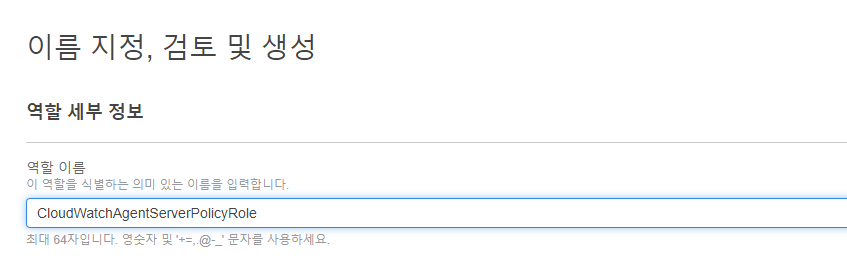 이름 지정, 검토 및 생성
역할 세부 정보
역할 이름
이 역할을 식별하는 의미 있는 이름을 입력합니다.
CloudWatchAgentServerPolicyRole
최대 64자입니다. 영숫자 및 '+=,.@-_' 문자를 사용하세요.